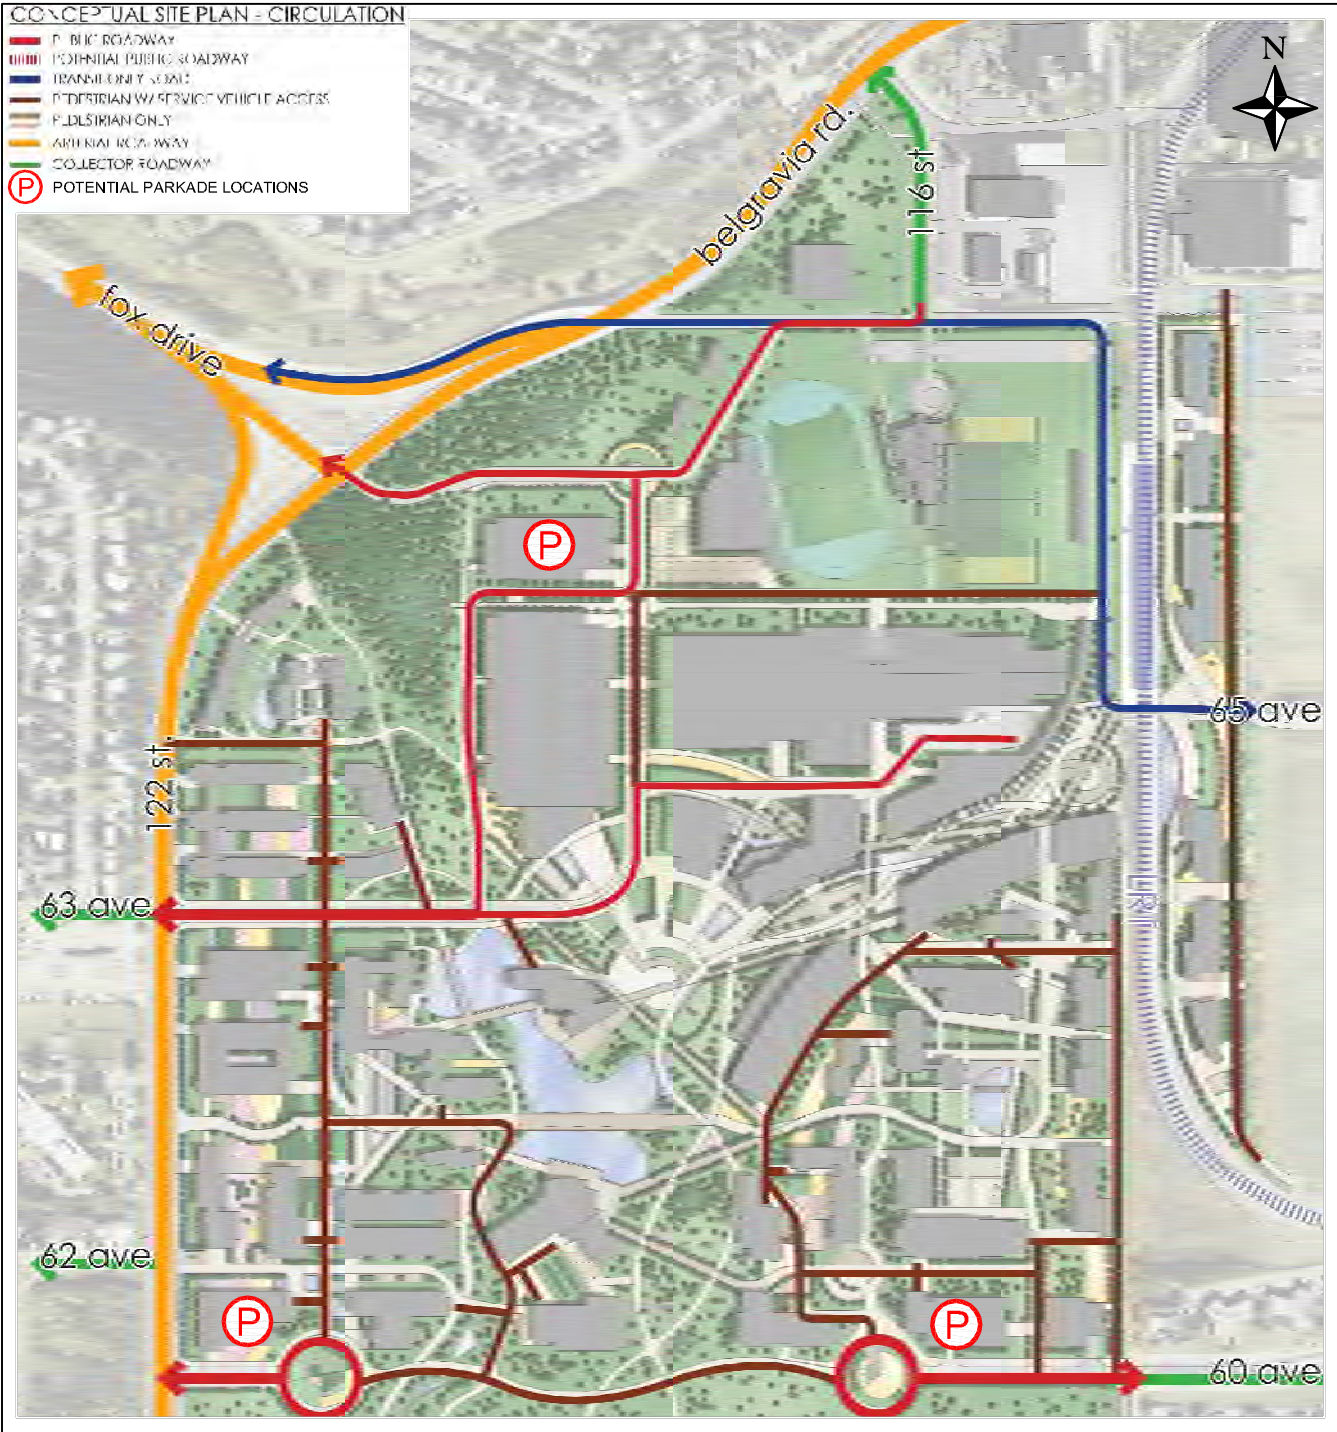 CONCEPTUAL SITE PLAN - CIRCULATION
PUBLIC ROADWAY
POTENTIAL PUBLIC ROADWAY
TRANSIT ONLY ROAD
PEDESTRIAN W/ SERVICE VEHICLE ACCESS
PEDESTRIAN ONLY
ARTERIAL ROADWAY
COLLECTOR ROADWAY
P POTENTIAL PARKADE LOCATIONS
N
belgravia rd.
116 st
fox drive
P
65 ave
122 st.
63 ave
LRT
62 ave
P
P
60 ave